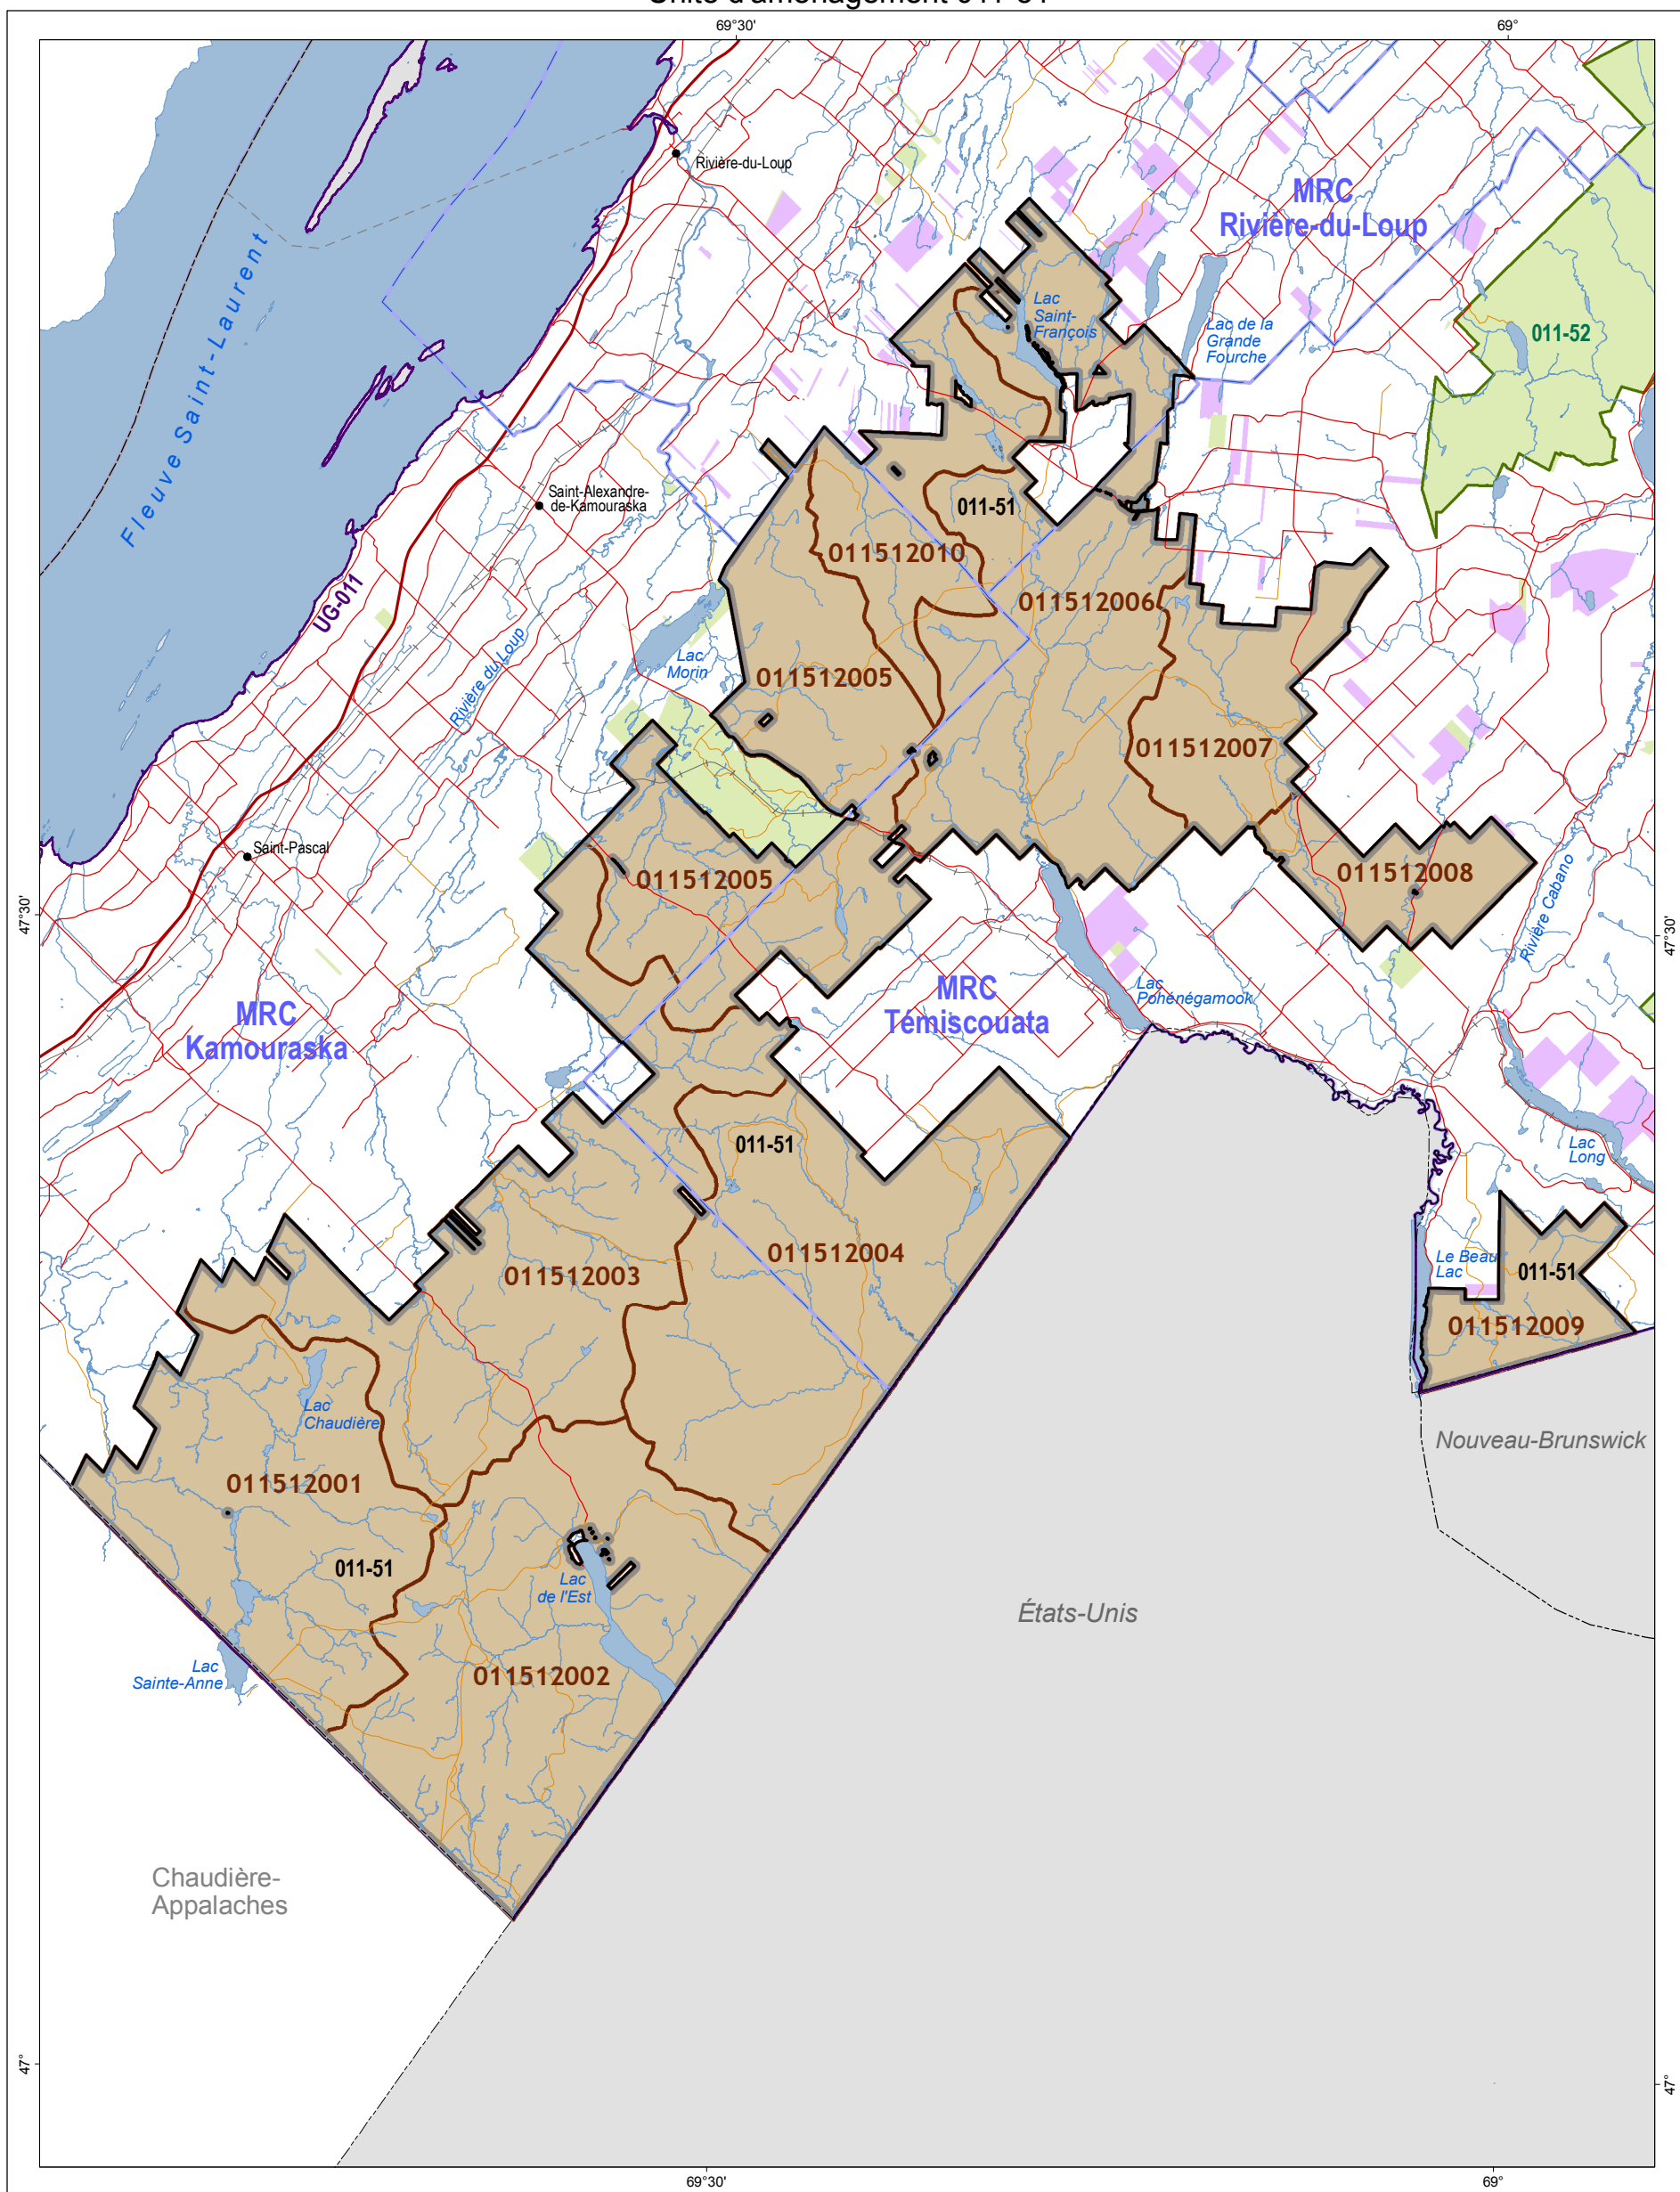 69°30'
69°
Rivière-du-Loup
MRC
Rivière-du-Loup
Fleuve Saint-Laurent
Lac
Saint-
François
Lac de la
Grande
Fourche
011-52
Saint-Alexandre-
de-Kamouraska
011-51
011512010
UG-011
011512006
Rivière du Loup
Lac
Morin
011512005
011512007
Saint-Pascal
011512005
011512008
47°30'
47°30'
Rivière Cabano
MRC
Témiscouata
Lac
Pohénégamook
MRC
Kamouraska
011-51
Lac
Long
011512004
011512003
Le Beau
Lac
011-51
011512009
Lac
Chaudière
Nouveau-Brunswick
011512001
011-51
Lac
de l'Est
États-Unis
Lac
Sainte-Anne
011512002
Chaudière-
Appalaches
47°
47°
69°30'
69°